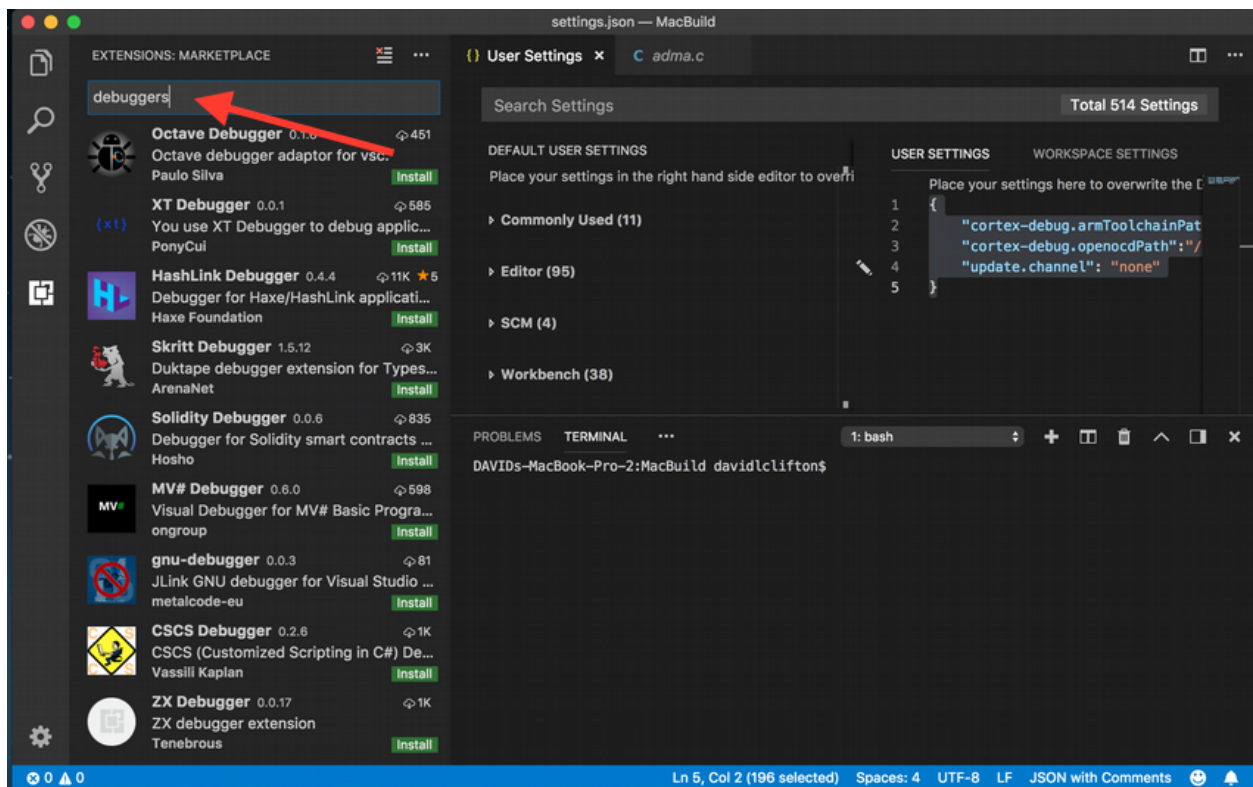 settings.json — MacBuild
EXTENSIONS: MARKETPLACE
debuggers
Octave Debugger 451
Octave debugger adaptor for vsc.
Paulo Silva Install
XT Debugger 0.0.1 585
You use XT Debugger to debug applic...
PonyCui Install
HashLink Debugger 0.4.4 11K ★5
Debugger for Haxe/HashLink applicati...
Haxe Foundation Install
Skritt Debugger 1.5.12 3K
Duktape debugger extension for Types...
ArenaNet Install
Solidity Debugger 0.0.6 835
Debugger for Solidity smart contracts ...
Hosho Install
MV# Debugger 0.6.0 598
Visual Debugger for MV# Basic Progra...
ongroup Install
gnu-debugger 0.0.3 81
JLink GNU debugger for Visual Studio ...
metalcode-eu Install
CSCS Debugger 0.2.6 1K
CSCS (Customized Scripting in C#) De...
Vassili Kaplan Install
ZX Debugger 0.0.17 1K
ZX debugger extension
Tenebrous Install
{xt}
HL
MV#
{} User Settings × C adma.c
Search Settings Total 514 Settings
DEFAULT USER SETTINGS
Place your settings in the right hand side editor to overri
Commonly Used (11)
Editor (95)
SCM (4)
Workbench (38)
USER SETTINGS WORKSPACE SETTINGS
Place your settings here to overwrite the
1 {
2 "cortex-debug.armToolchainPat
3 "cortex-debug.openocdPath":"/
4 "update.channel": "none"
5 }
PROBLEMS TERMINAL ... 1: bash
DAVIDs-MacBook-Pro-2:MacBuild davidlclifton$
0 0 Ln 5, Col 2 (196 selected) Spaces: 4 UTF-8 LF JSON with Comments